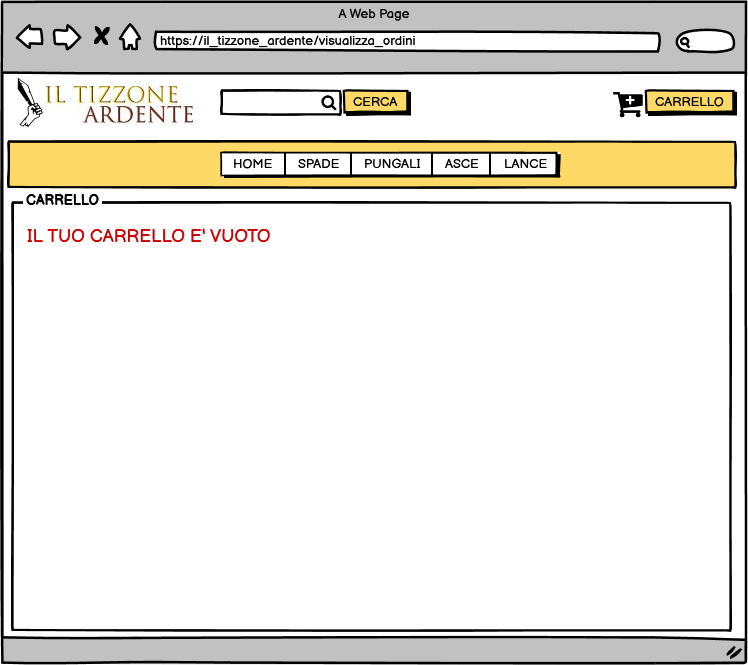 A Web Page
https://il_tizzone_ardente/visualizza_ordini
IL TIZZONE
ARDENTE
CERCA
CARRELLO
HOME SPADE PUNGALI ASCE LANCE
CARRELLO
IL TUO CARRELLO E' VUOTO